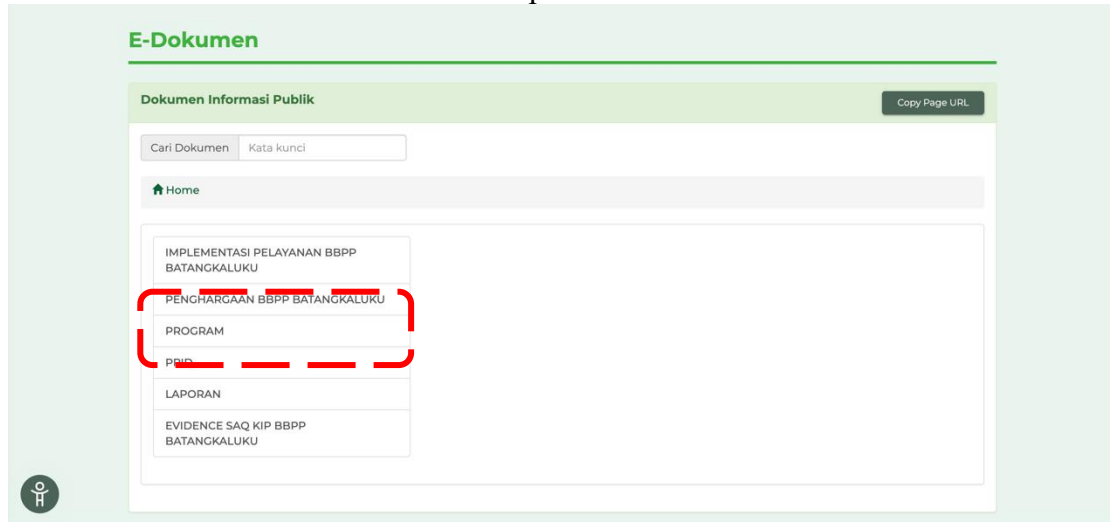 E-Dokumen
Dokumen Informasi Publik
Copy Page URL
Cari Dokumen Kata kunci
Home
IMPLEMENTASI PELAYANAN BBPP
BATANGKALUKU
PENGHARGAAN BBPP BATANGKALUKU
PROGRAM
PPID
LAPORAN
EVIDENCE SAQ KIP BBPP
BATANGKALUKU